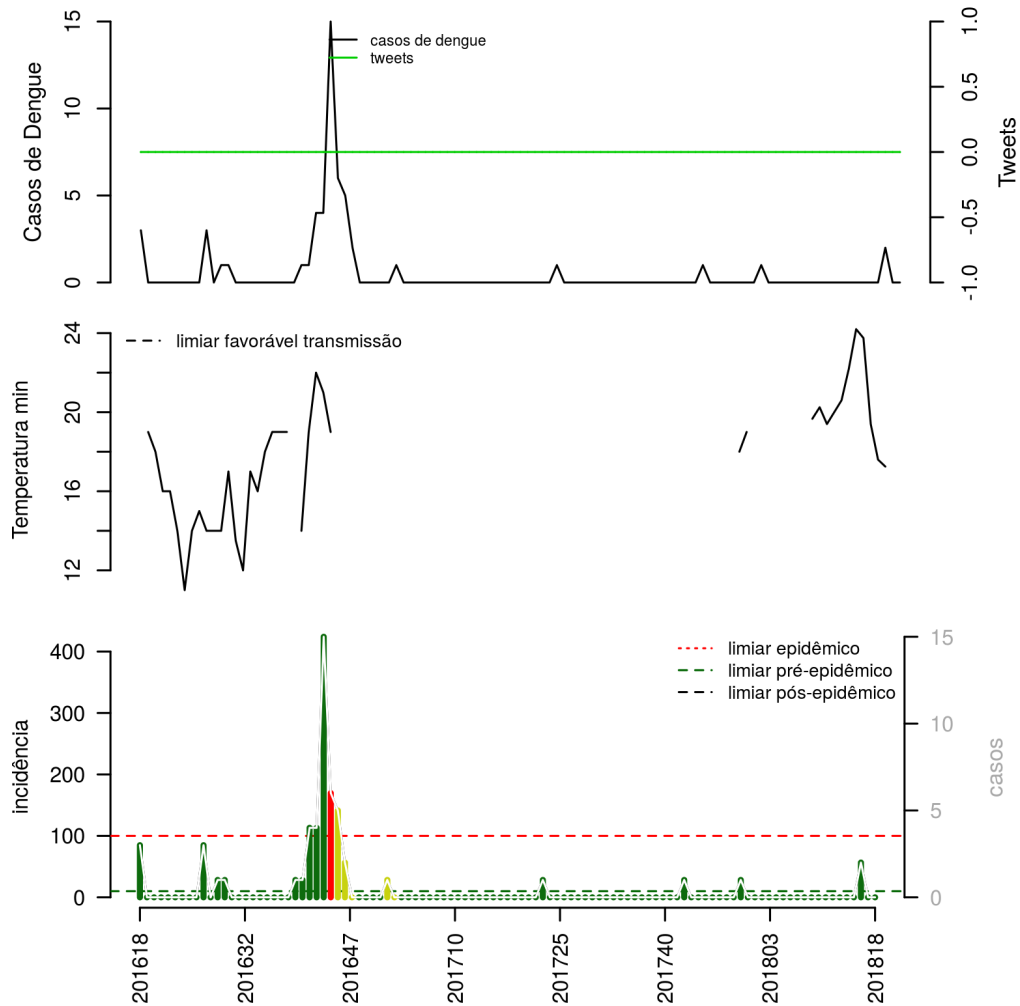 15
10
5
0
Casos de Dengue
casos de dengue
tweets
1.0
0.5
0.0
-0.5
-1.0
Tweets
24
20
16
12
Temperatura min
limiar favorável transmissão
400
300
200
100
0
incidência
limiar epidêmico
limiar pré-epidêmico
limiar pós-epidêmico
15
10
5
0
casos
201618
201632
201647
201710
201725
201740
201803
201818